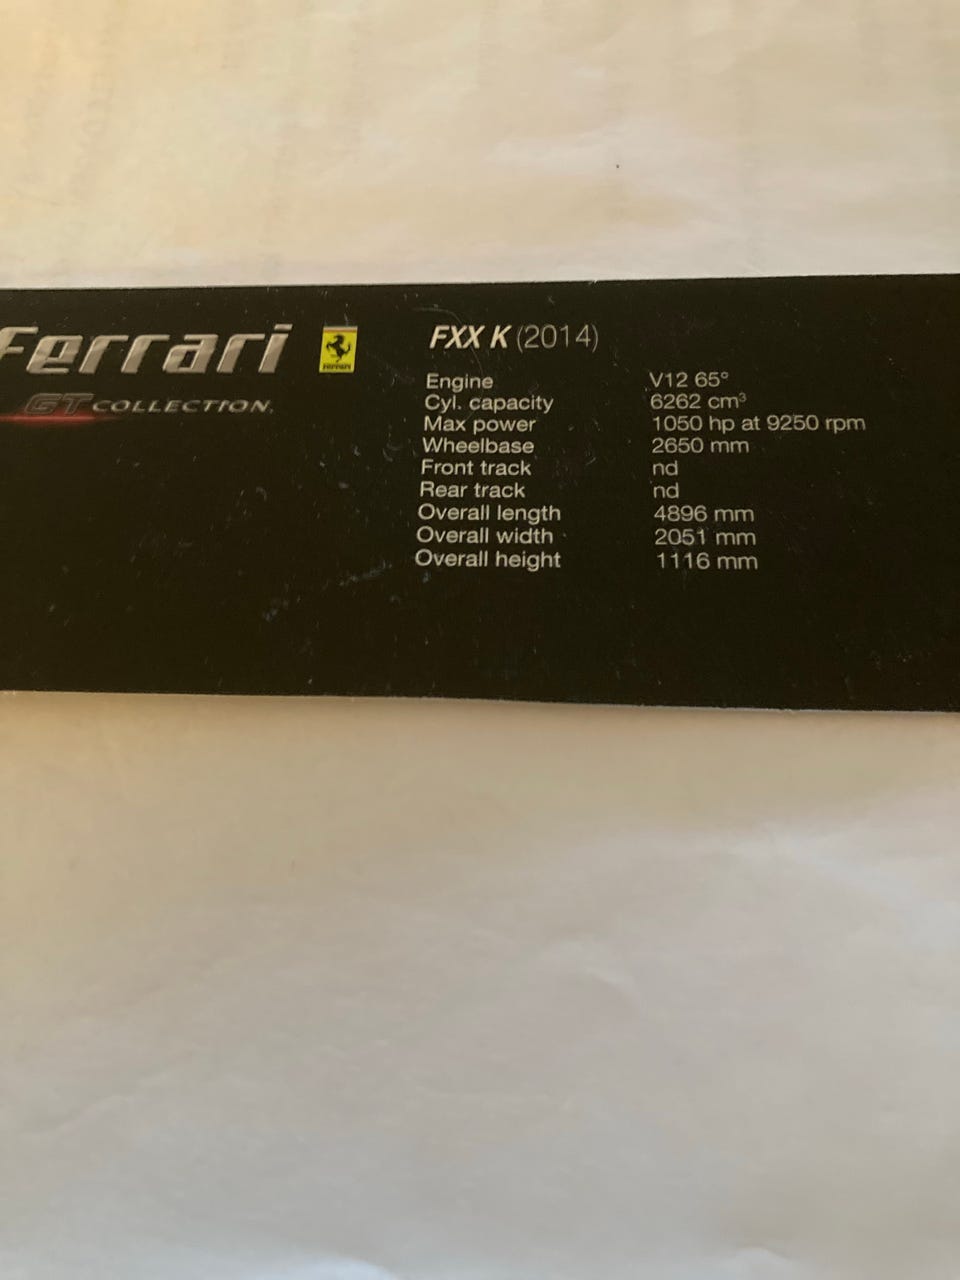 Ferrari
GT COLLECTION.
Ferrari
FXX K (2014)
Engine V12 65°
Cyl. capacity 6262 cm³
Max power 1050 hp at 9250 rpm
Wheelbase 2650 mm
Front track nd
Rear track nd
Overall length 4896 mm
Overall width 2051 mm
Overall height 1116 mm